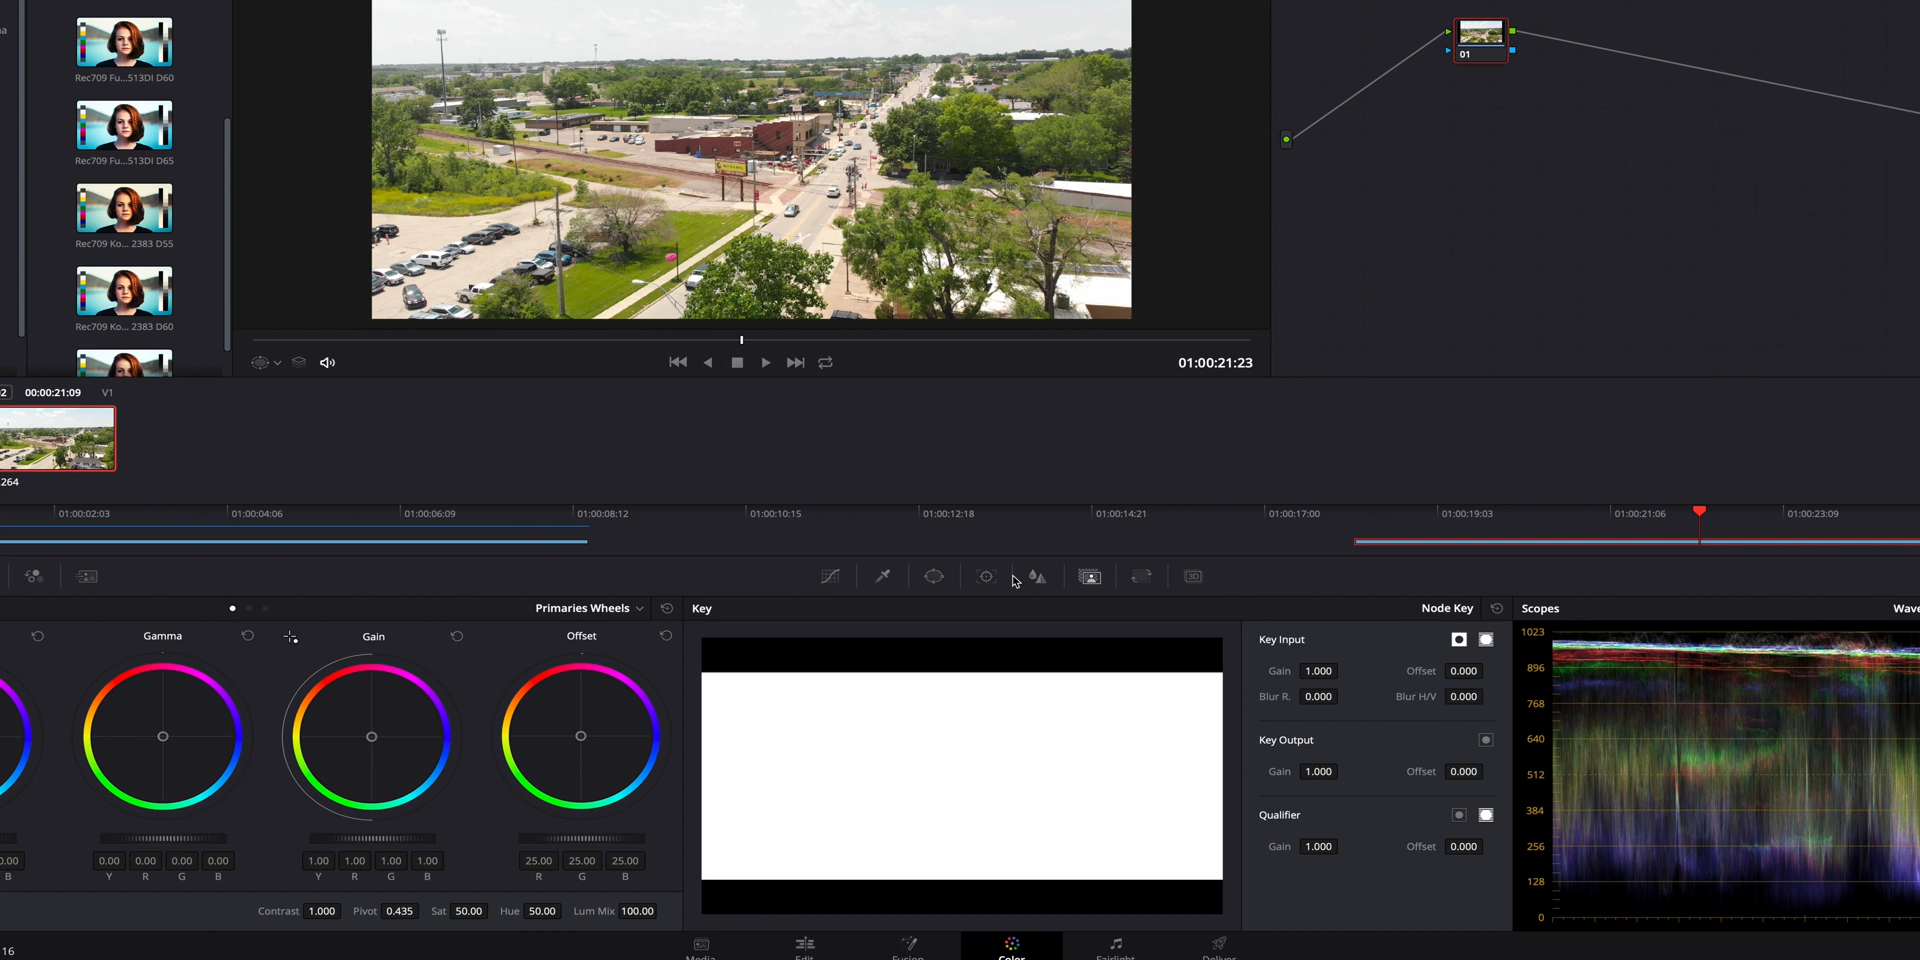 Rec709 Fu...513DI D60
Rec709 Fu...513DI D65
Rec709 Ko... 2383 D55
Rec709 Ko... 2383 D60
01
01:00:21:23
00:00:21:09 V1
264
01:00:02:03 01:00:04:06 01:00:06:09 01:00:08:12 01:00:10:15 01:00:12:18 01:00:14:21 01:00:17:00 01:00:19:03 01:00:21:06 01:00:23:09
3D
Primaries Wheels
Gamma Gain Offset
0.00 0.00 0.00 0.00 1.00 1.00 1.00 1.00 25.00 25.00 25.00
B Y R G B Y R G B R G B
Contrast 1.000 Pivot 0.435 Sat 50.00 Hue 50.00 Lum Mix 100.00
Key Node Key
Key Input
Gain 1.000 Offset 0.000
Blur R. 0.000 Blur H/V 0.000
Key Output
Gain 1.000 Offset 0.000
Qualifier
Gain 1.000 Offset 0.000
Scopes Wave
1023
896
768
640
512
384
256
128
0
16
Media Edit Fusion Color Fairlight Deliver